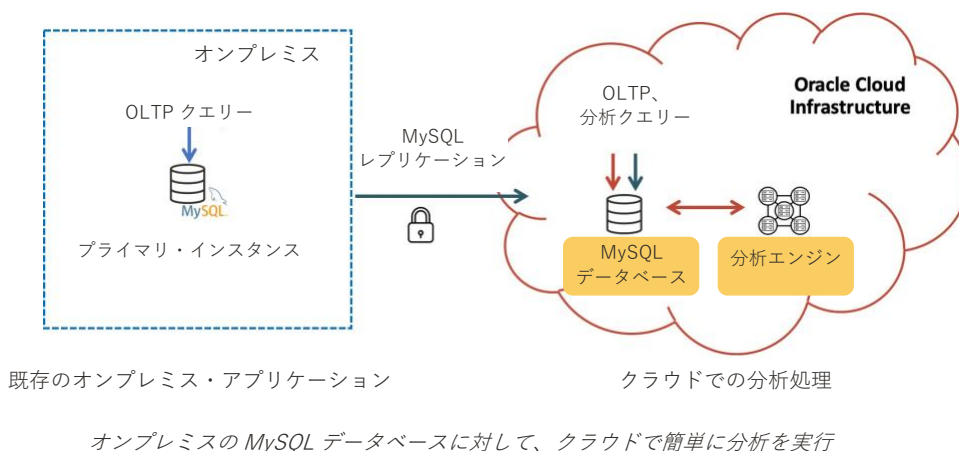 オンプレミス
OLTP クエリー
MySQL
プライマリ・インスタンス
MySQL
レプリケーション
OLTP、
分析クエリー
Oracle Cloud
Infrastructure
MySQL
データベース
分析エンジン
既存のオンプレミス・アプリケーション
クラウドでの分析処理
オンプレミスの MySQL データベースに対して、クラウドで簡単に分析を実行